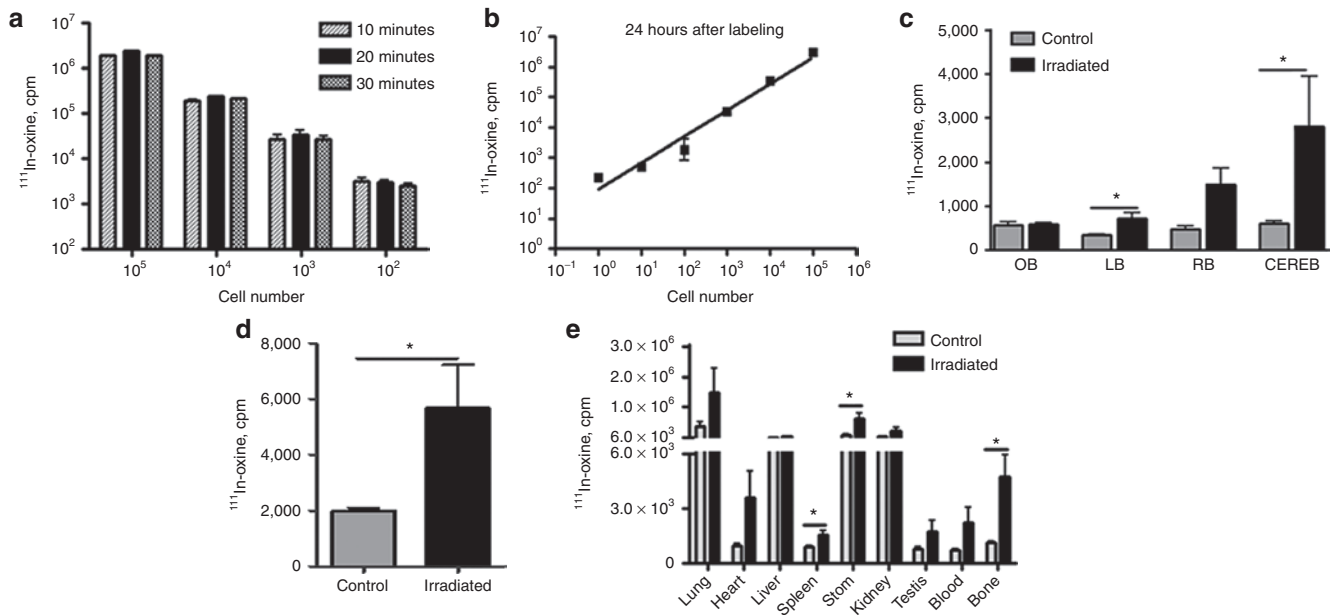 a
10⁷
10⁶
10⁵
10⁴
10³
10²
¹¹¹In-oxine, cpm
10 minutes
20 minutes
30 minutes
10⁵ 10⁴ 10³ 10²
Cell number
b
24 hours after labeling
10⁷
10⁶
10⁵
10⁴
10³
10²
10¹
10⁰
¹¹¹In-oxine, cpm
10⁻¹ 10⁰ 10¹ 10² 10³ 10⁴ 10⁵ 10⁶
Cell number
c
5,000
4,000
3,000
2,000
1,000
0
¹¹¹In-oxine, cpm
Control
Irradiated
*
*
OB LB RB CEREB
d
8,000
6,000
4,000
2,000
0
¹¹¹In-oxine, cpm
*
Control Irradiated
e
3.0 × 10⁶
2.0 × 10⁶
1.0 × 10⁶
6.0 × 10³
6.0 × 10³
3.0 × 10³
0
¹¹¹In-oxine, cpm
Control
Irradiated
*
*
*
Lung Heart Liver Spleen Stom Kidney Testis Blood Bone